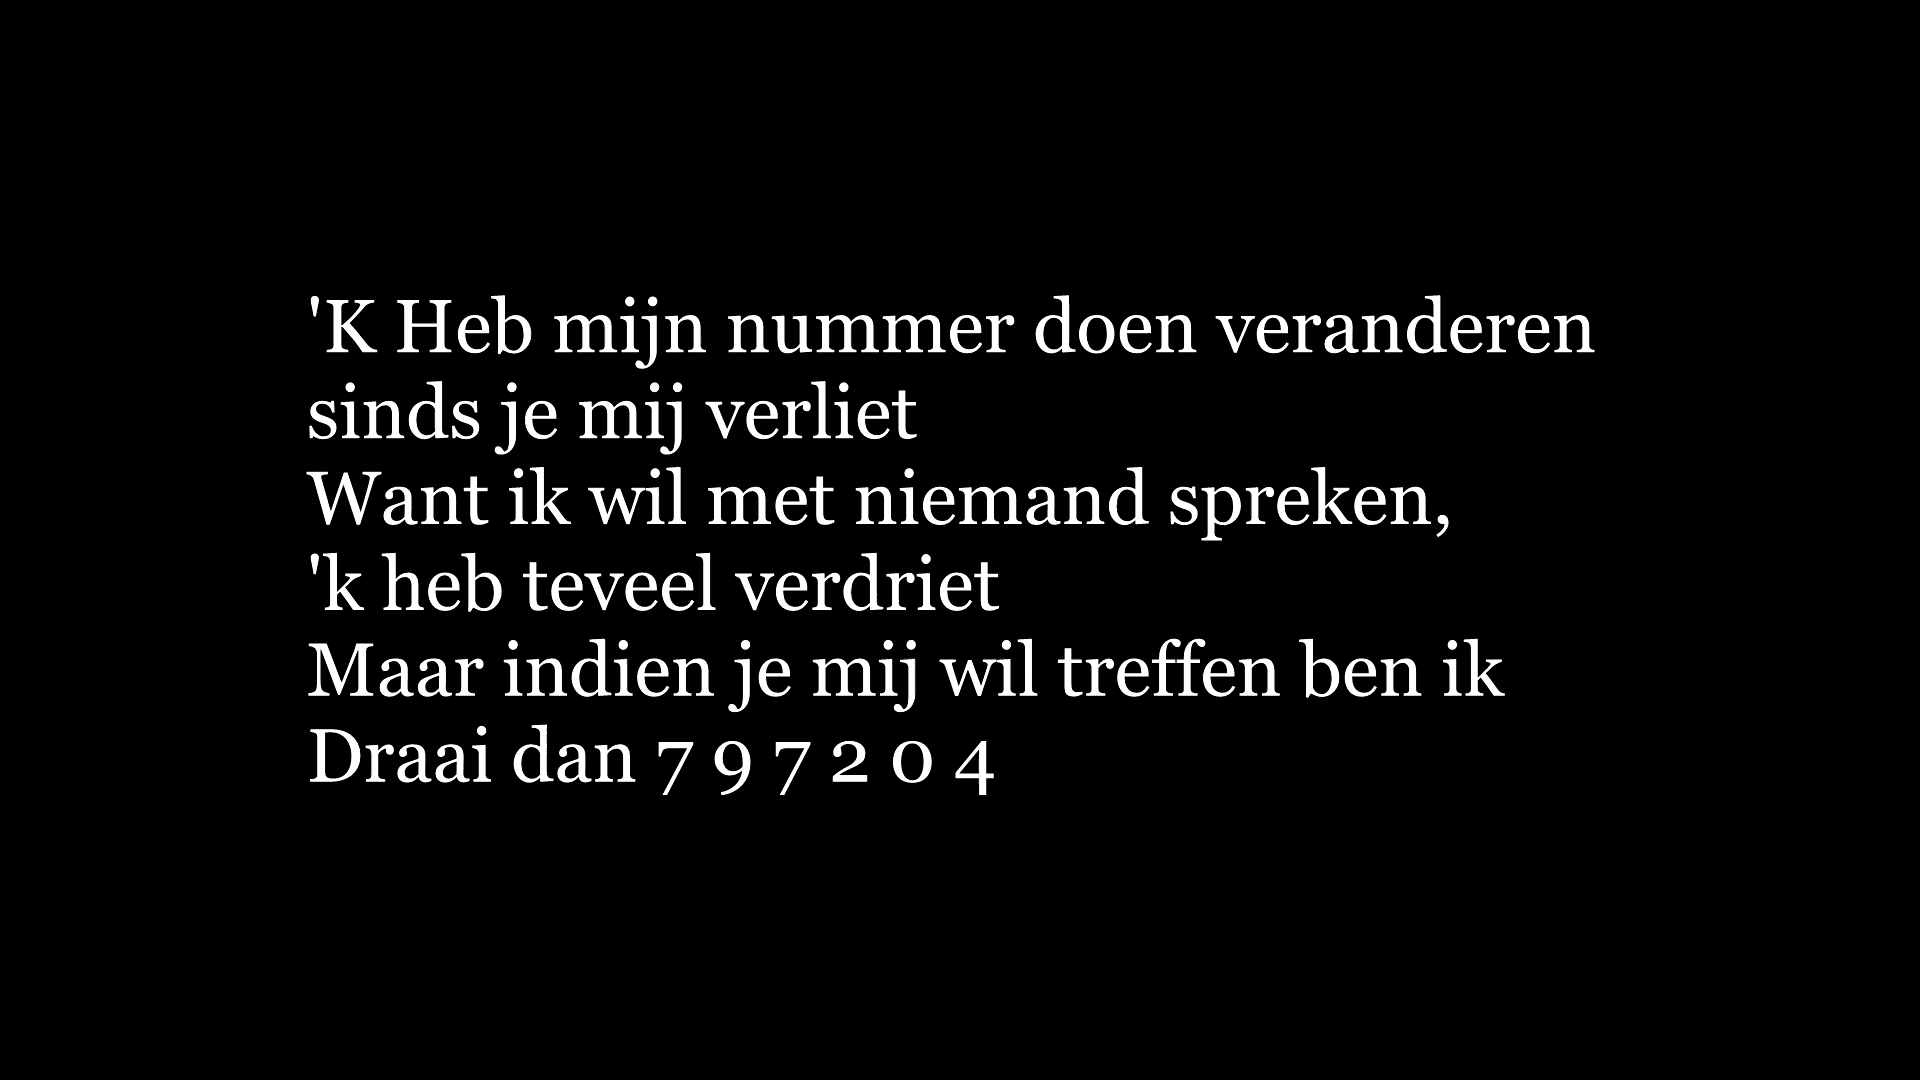 'K Heb mijn nummer doen veranderen
sinds je mij verliet
Want ik wil met niemand spreken,
'k heb teveel verdriet
Maar indien je mij wil treffen ben ik
Draai dan 7 9 7 2 0 4